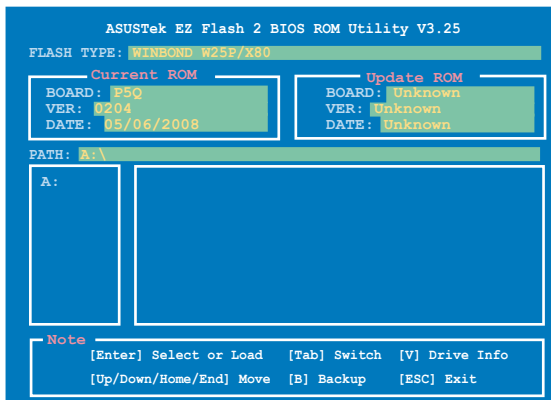 ASUSTek EZ Flash 2 BIOS ROM Utility V3.25
FLASH TYPE: WINBOND W25P/X80
Current ROM
BOARD: P5Q
VER: 0204
DATE: 05/06/2008
Update ROM
BOARD: Unknown
VER: Unknown
DATE: Unknown
PATH: A:\
A:
Note
[Enter] Select or Load [Tab] Switch [V] Drive Info
[Up/Down/Home/End] Move [B] Backup [ESC] Exit